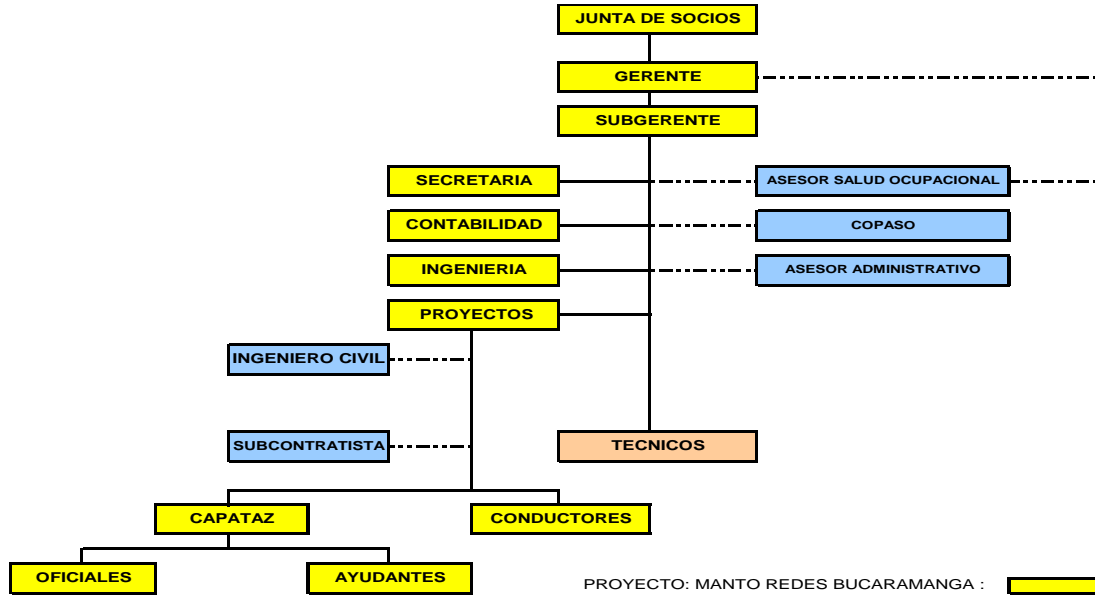 JUNTA DE SOCIOS
GERENTE
SUBGERENTE
SECRETARIA
ASESOR SALUD OCUPACIONAL
CONTABILIDAD
COPASO
INGENIERIA
ASESOR ADMINISTRATIVO
PROYECTOS
INGENIERO CIVIL
SUBCONTRATISTA
TECNICOS
CAPATAZ
CONDUCTORES
OFICIALES
AYUDANTES
PROYECTO: MANTO REDES BUCARAMANGA :